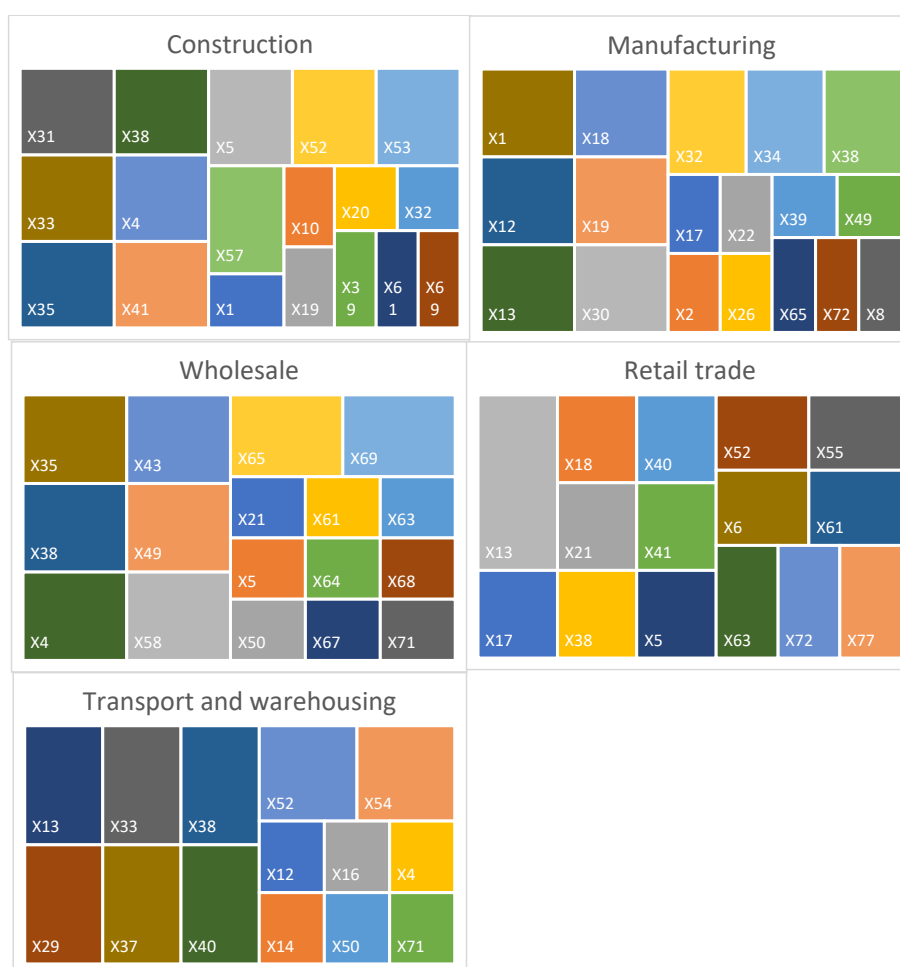 Construction
X31
X38
X5
X52
X53
X33
X4
X57
X10
X20
X32
X35
X41
X1
X19
X3
9
X6
1
X6
9
Manufacturing
X1
X18
X32
X34
X38
X12
X19
X17
X22
X39
X49
X13
X30
X2
X26
X65
X72
X8
Wholesale
X35
X43
X65
X69
X38
X49
X21
X61
X63
X5
X64
X68
X4
X58
X50
X67
X71
Retail trade
X13
X18
X40
X52
X55
X21
X41
X6
X61
X17
X38
X5
X63
X72
X77
Transport and warehousing
X13
X33
X38
X52
X54
X12
X16
X4
X29
X37
X40
X14
X50
X71